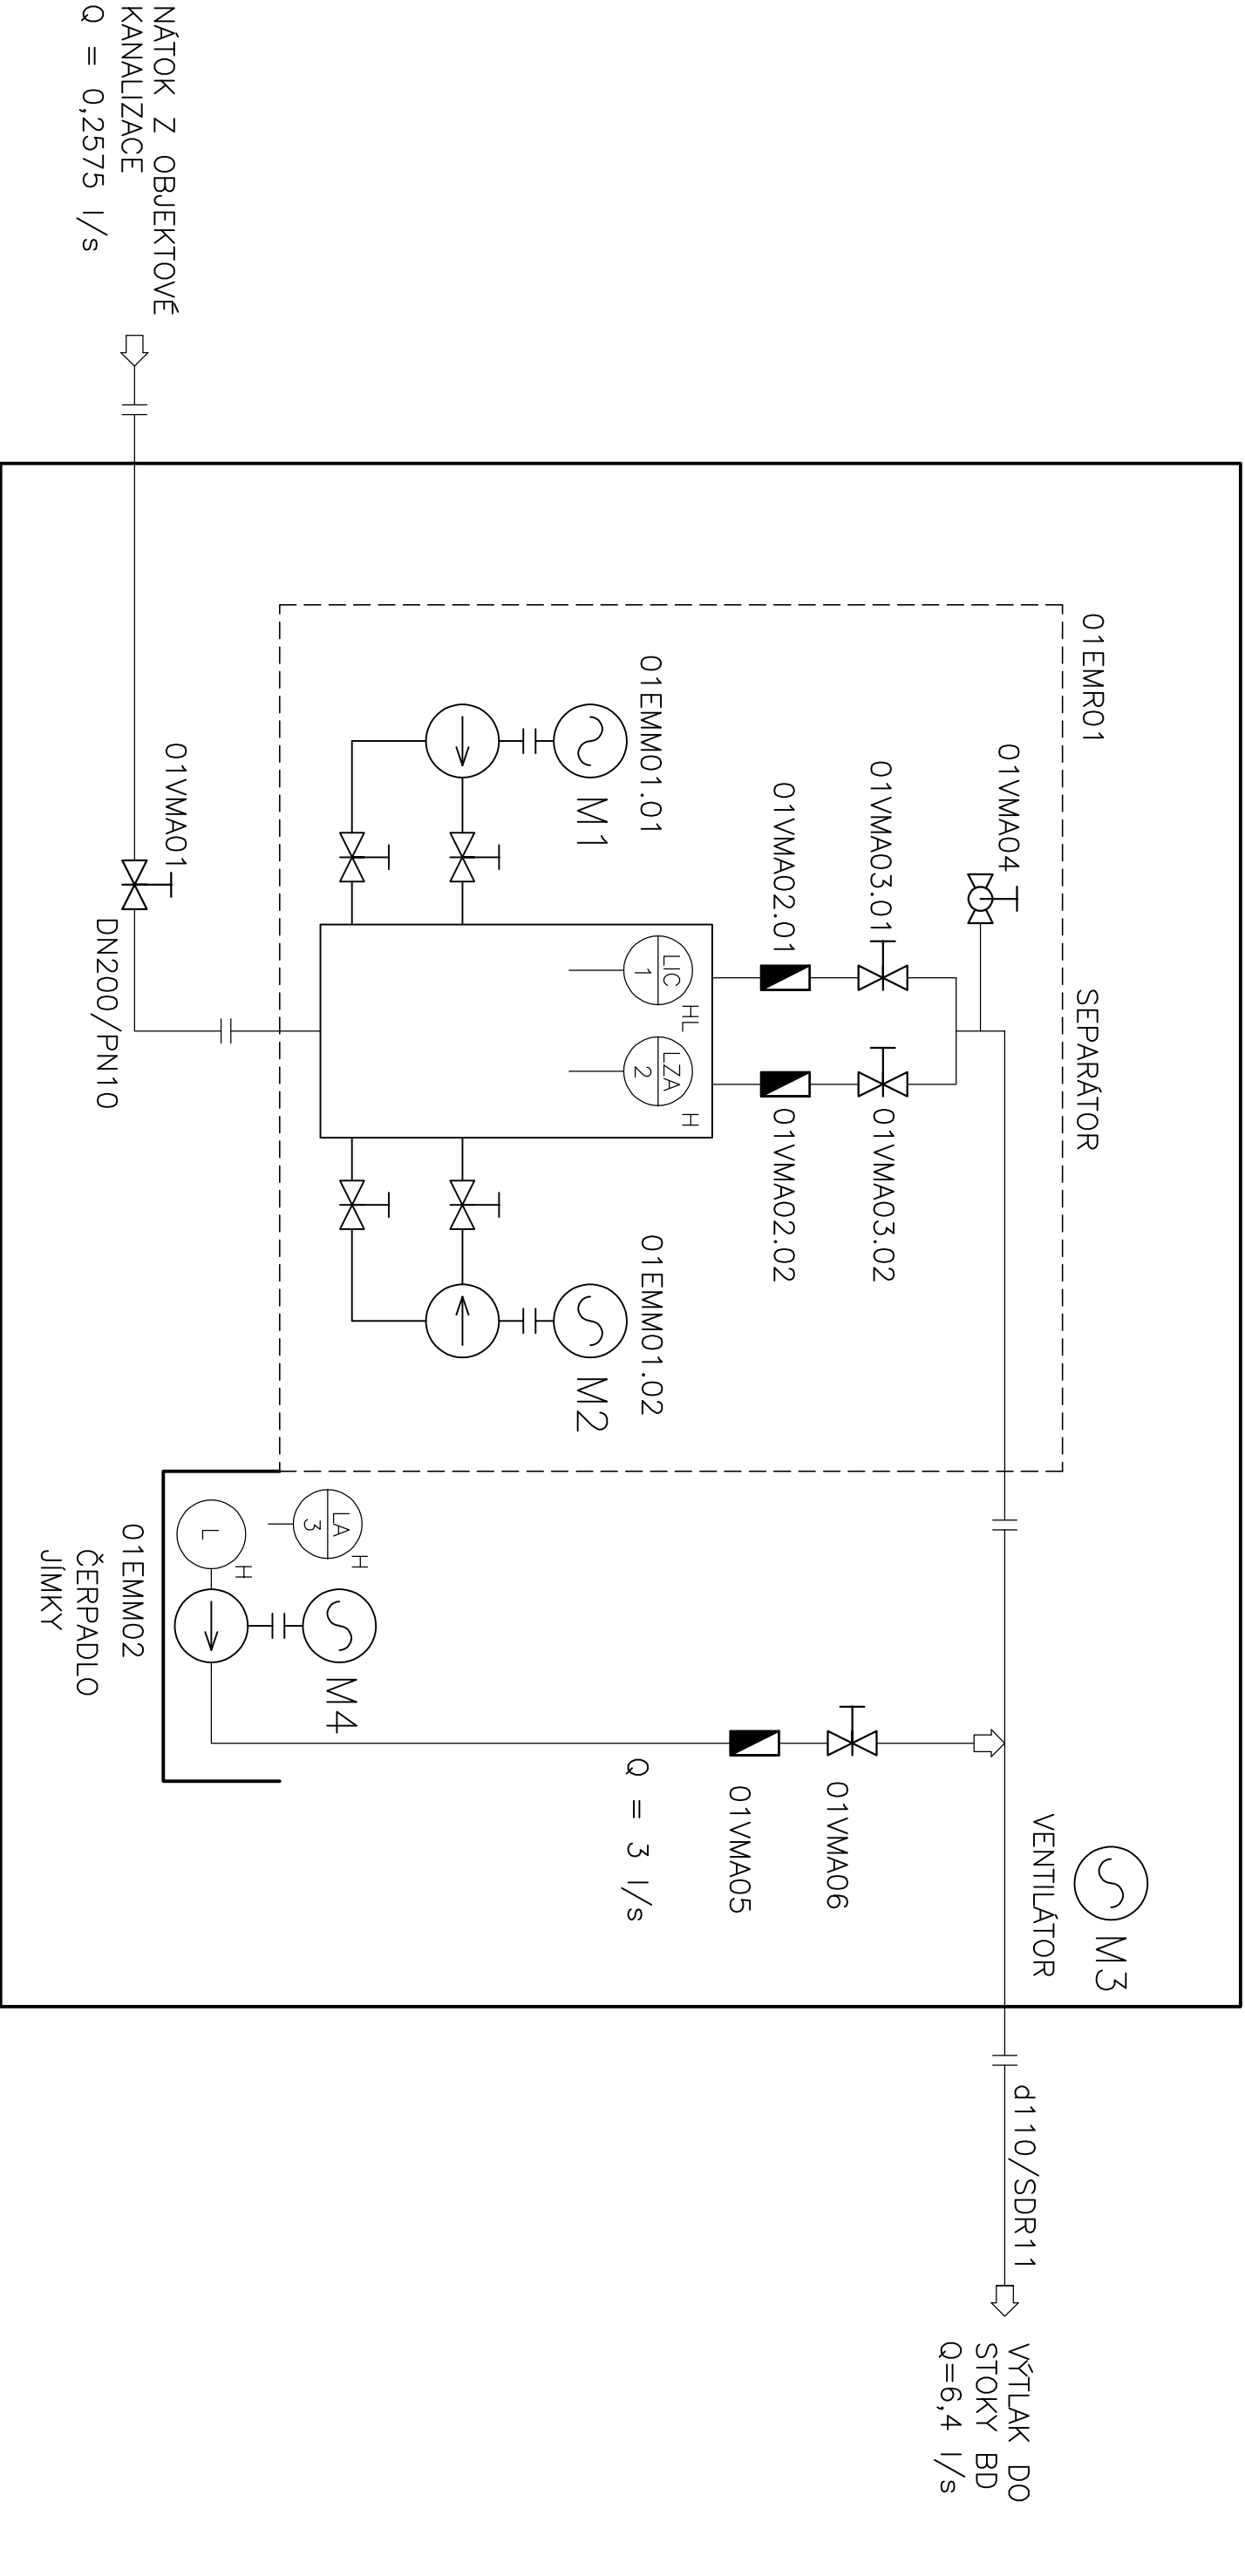 NÁTOK Z OBJEKTOVÉ
KANALIZACE
Q = 0,2575 l/s
01VMA01
DN200/PN10
01EMR01
SEPARÁTOR
01EMM01.01
M1
01VMA02.01
01VMA03.01
01VMA04
LIC
1
HL
LZA
2
H
01VMA02.02
01VMA03.02
01EMM01.02
M2
LA
3
H
L
H
M4
01EMM02
ČERPADLO
JÍMKY
Q = 3 l/s
01VMA05
01VMA06
M3
VENTILÁTOR
d110/SDR11
VÝTLAK DO
STOKY BD
Q=6,4 l/s